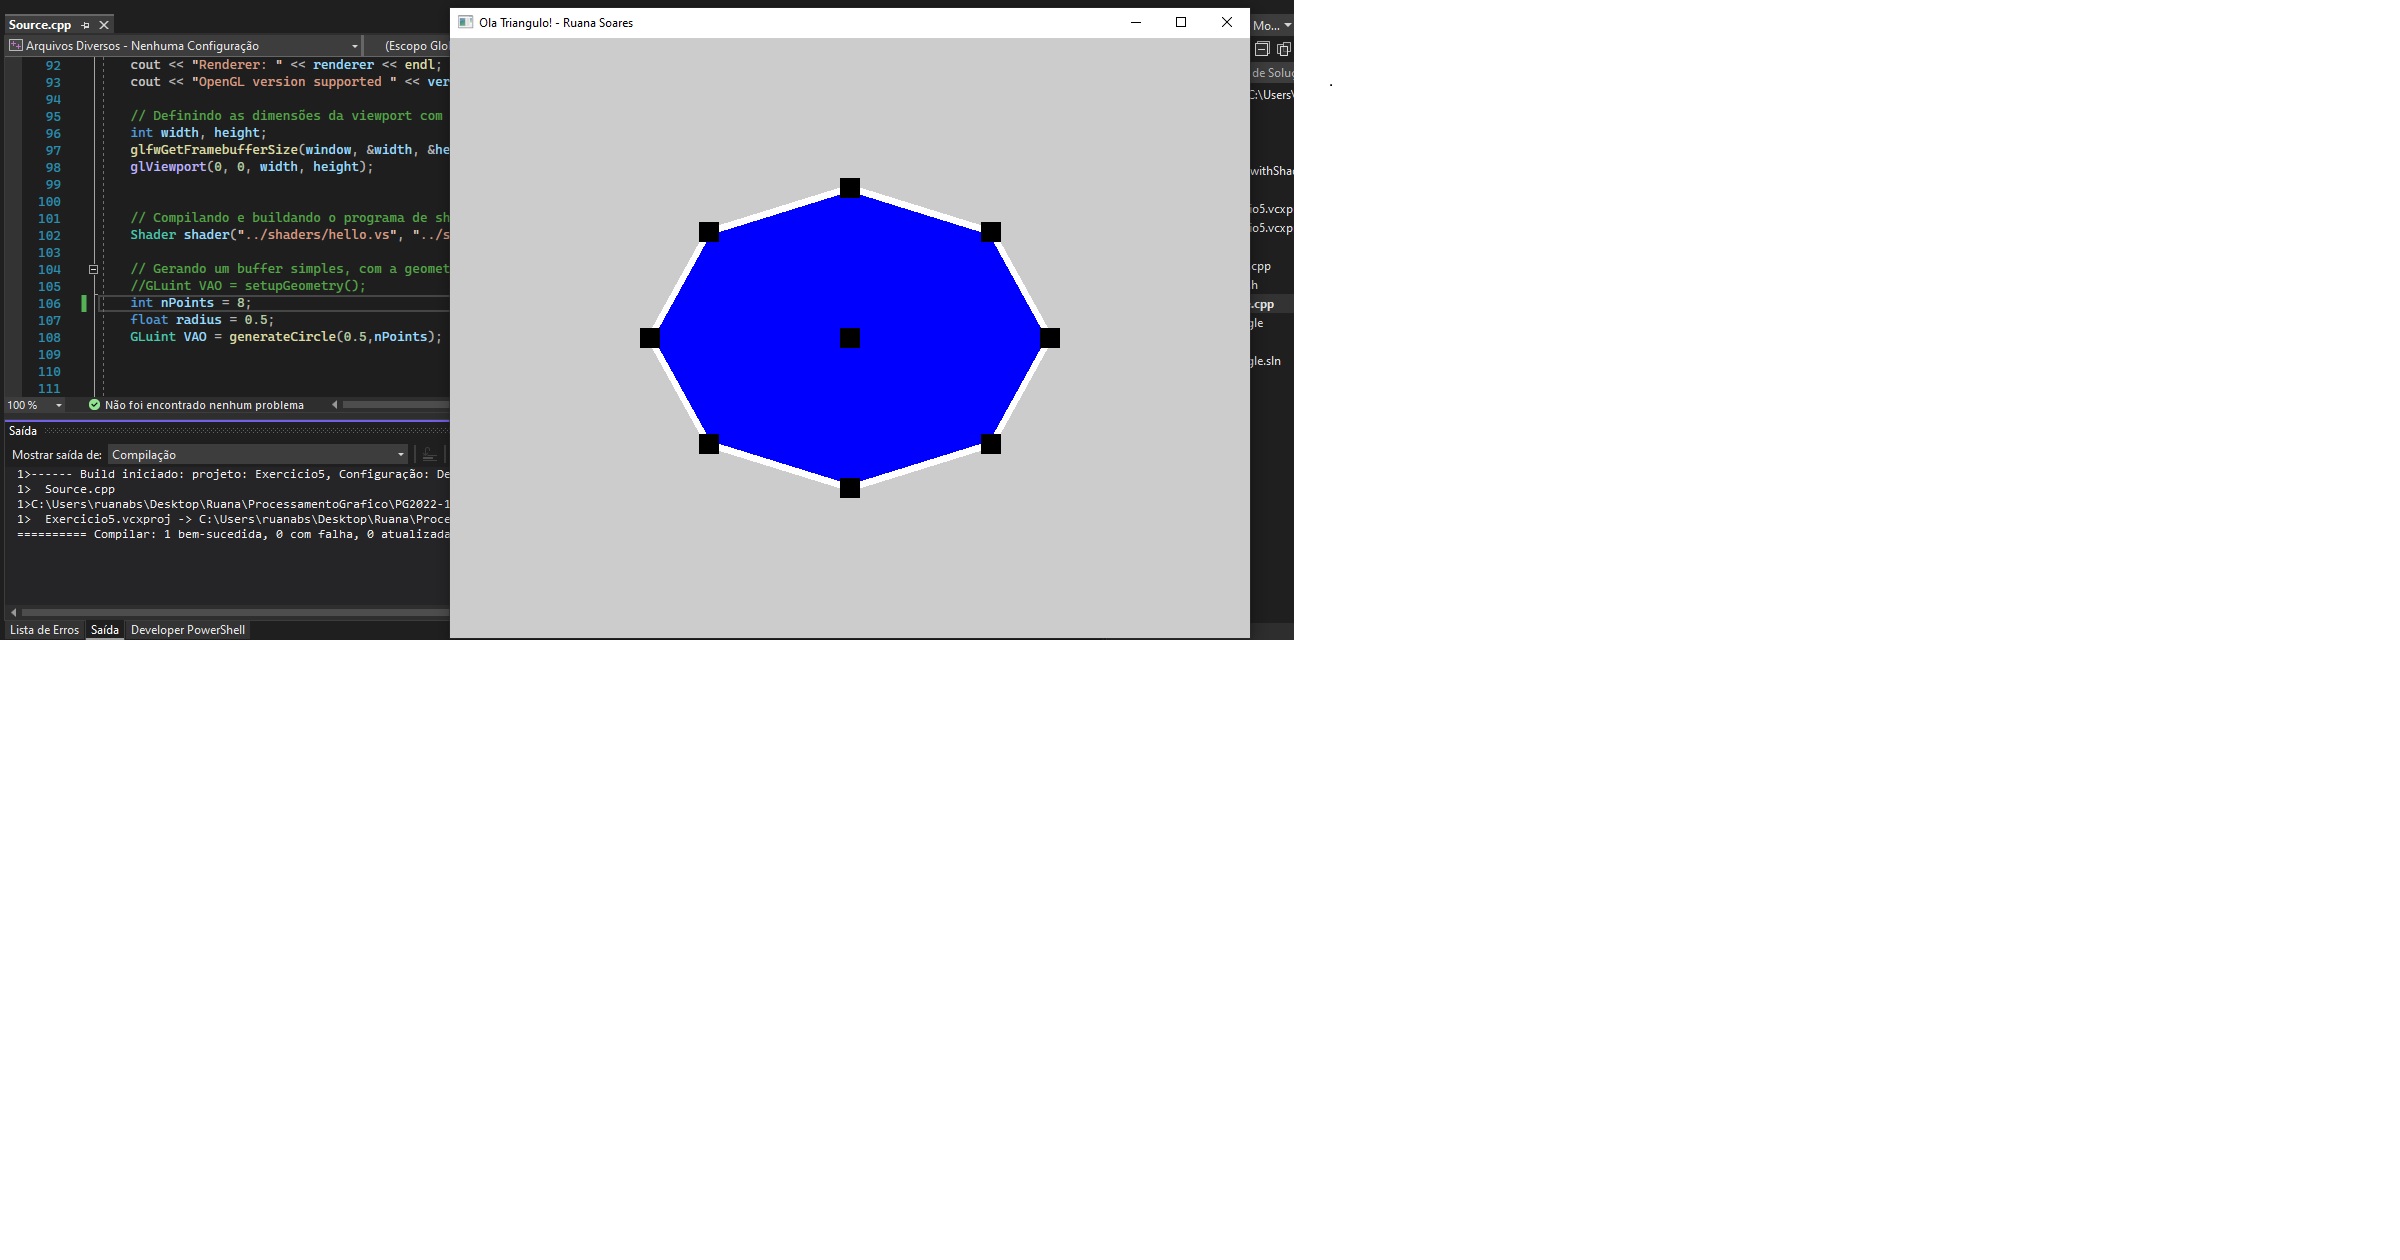 Source.cpp
Arquivos Diversos - Nenhuma Configuração
(Escopo Glo
92 cout << "Renderer: " << renderer << endl;
93 cout << "OpenGL version supported " << ver
94
95 // Definindo as dimensões da viewport com
96 int width, height;
97 glfwGetFramebufferSize(window, &width, &he
98 glViewport(0, 0, width, height);
99
100
101 // Compilando e buildando o programa de sh
102 Shader shader("../shaders/hello.vs", "../s
103
104 // Gerando um buffer simples, com a geomet
105 //GLuint VAO = setupGeometry();
106 int nPoints = 8;
107 float radius = 0.5;
108 GLuint VAO = generateCircle(0.5,nPoints);
109
110
111
100 %
Não foi encontrado nenhum problema
Saída
Mostrar saída de: Compilação
1>------ Build iniciado: projeto: Exercicio5, Configuração: De
1>  Source.cpp
1>C:\Users\ruanabs\Desktop\Ruana\ProcessamentoGrafico\PG2022-1
1>  Exercicio5.vcxproj -> C:\Users\ruanabs\Desktop\Ruana\Proce
========== Compilar: 1 bem-sucedida, 0 com falha, 0 atualizada
Lista de Erros
Saída
Developer PowerShell
Ola Triangulo! - Ruana Soares
Mo...
de Soluç
C:\Users\
withSha
io5.vcxp
io5.vcxp
.cpp
h
.cpp
gle
gle.sln